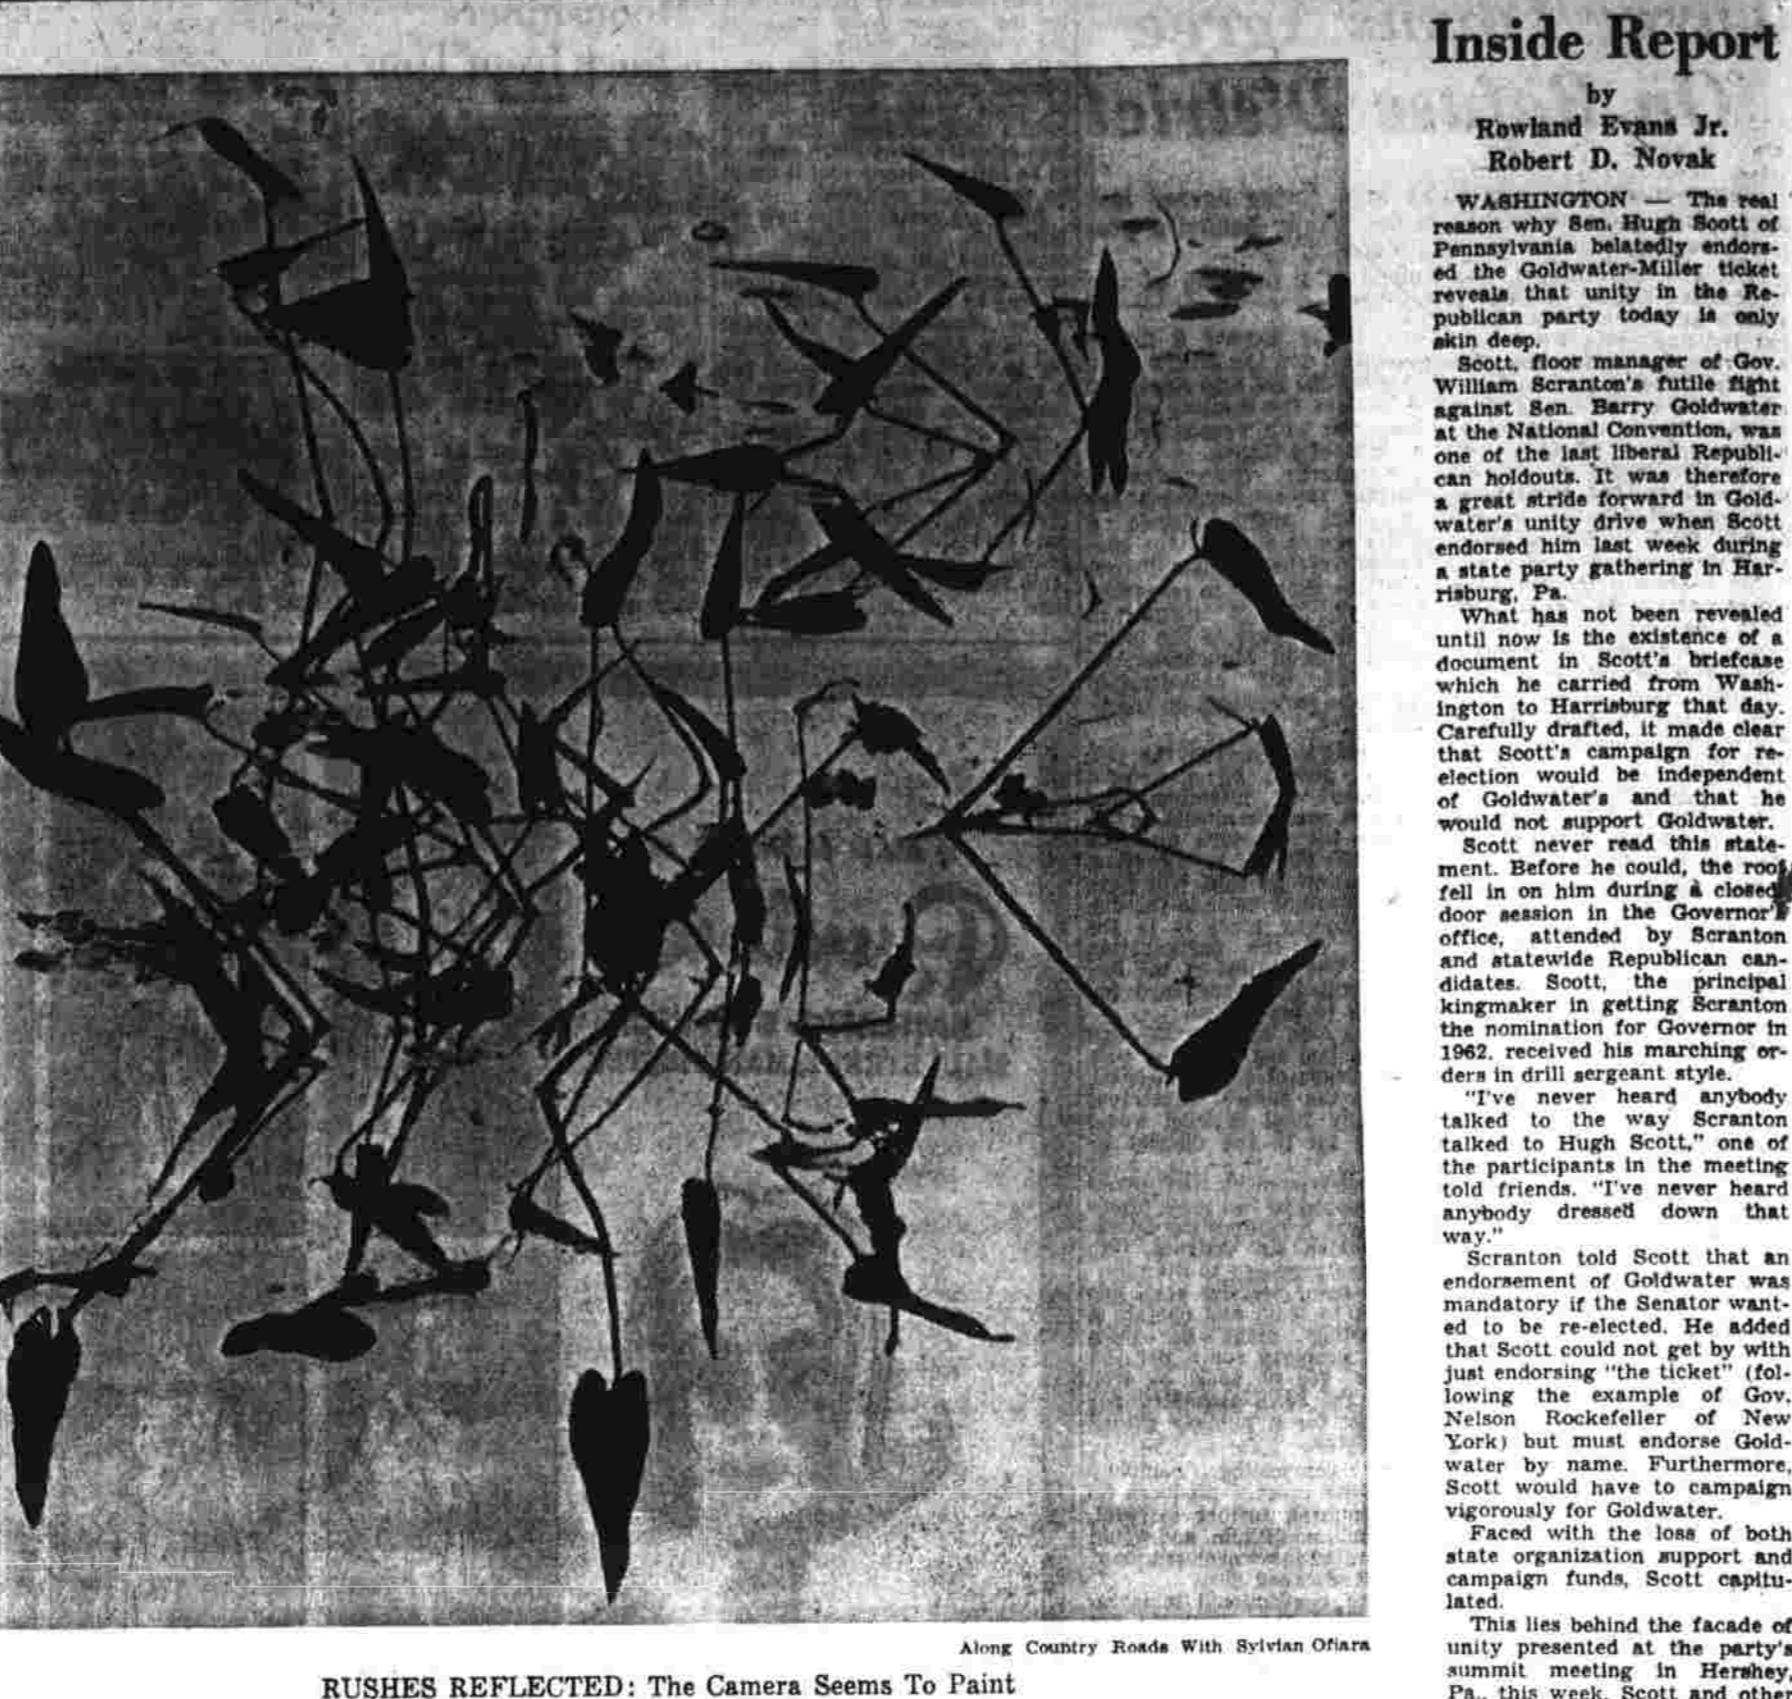 Along Country Roads With Sylvian Ofiara
RUSHES REFLECTED: The Camera Seems To Paint
Inside Report
by
Rowland Evans Jr.
Robert D. Novak
WASHINGTON — The real
reason why Sen. Hugh Scott of
Pennsylvania belatedly endors-
ed the Goldwater-Miller ticket
reveals that unity in the Re-
publican party today is only
skin deep.
Scott, floor manager of Gov.
William Scranton's futile fight
against Sen. Barry Goldwater
at the National Convention, was
one of the last liberal Republi-
can holdouts. It was therefore
a great stride forward in Gold-
water's unity drive when Scott
endorsed him last week during
a state party gathering in Har-
risburg, Pa.
What has not been revealed
until now is the existence of a
document in Scott's briefcase
which he carried from Wash-
ington to Harrisburg that day.
Carefully drafted, it made clear
that Scott's campaign for re-
election would be independent
of Goldwater's and that he
would not support Goldwater.
Scott never read this state-
ment. Before he could, the roof
fell in on him during a closed
door session in the Governor's
office, attended by Scranton
and statewide Republican can-
didates. Scott, the principal
kingmaker in getting Scranton
the nomination for Governor in
1962, received his marching or-
ders in drill sergeant style.
"I've never heard anybody
talked to the way Scranton
talked to Hugh Scott," one of
the participants in the meeting
told friends. "I've never heard
anybody dressed down that
way."
Scranton told Scott that an
endorsement of Goldwater was
mandatory if the Senator want-
ed to be re-elected. He added
that Scott could not get by with
just endorsing "the ticket" (fol-
lowing the example of Gov.
Nelson Rockefeller of New
York) but must endorse Gold-
water by name. Furthermore,
Scott would have to campaign
vigorously for Goldwater.
Faced with the loss of both
state organization support and
campaign funds, Scott capitu-
lated.
This lies behind the facade of
unity presented at the party's
summit meeting in Hershey,
Pa., this week. Scott and other